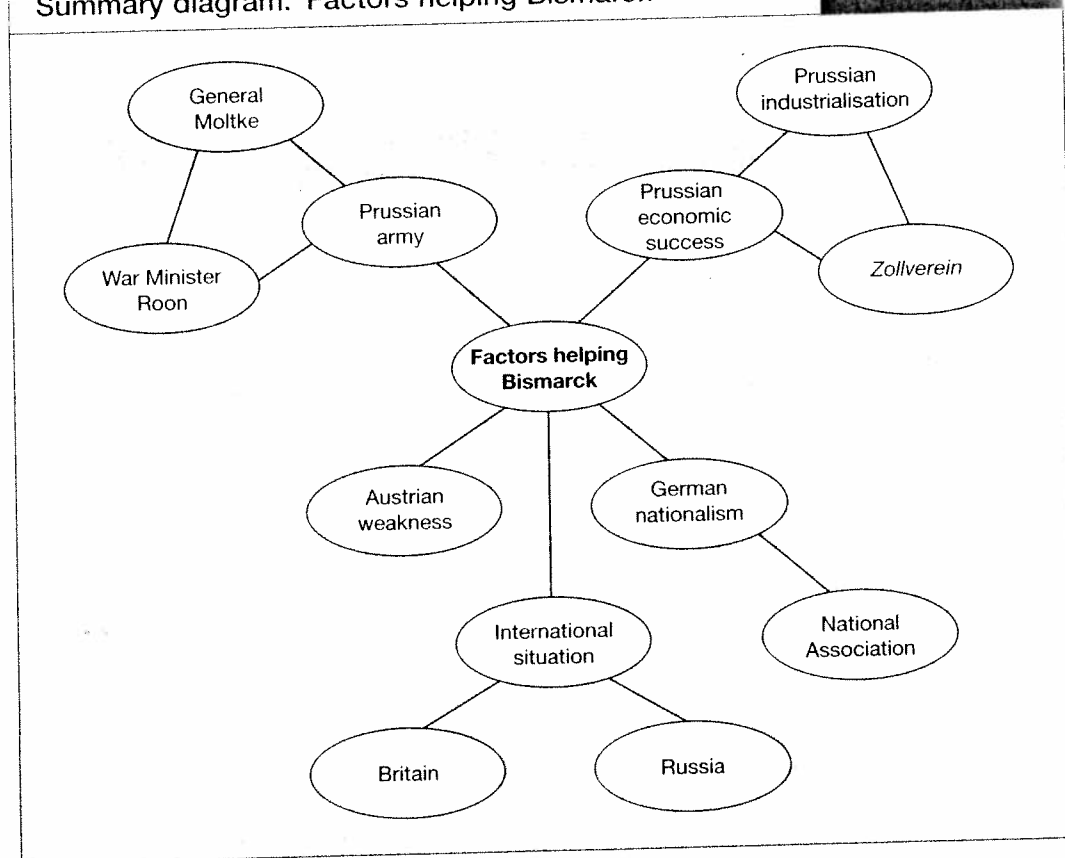 Summary diagram: Factors helping Bismarck
General
Moltke
Prussian
industrialisation
Prussian
army
Prussian
economic
success
War Minister
Roon
Zollverein
Factors helping
Bismarck
Austrian
weakness
German
nationalism
International
situation
National
Association
Britain
Russia